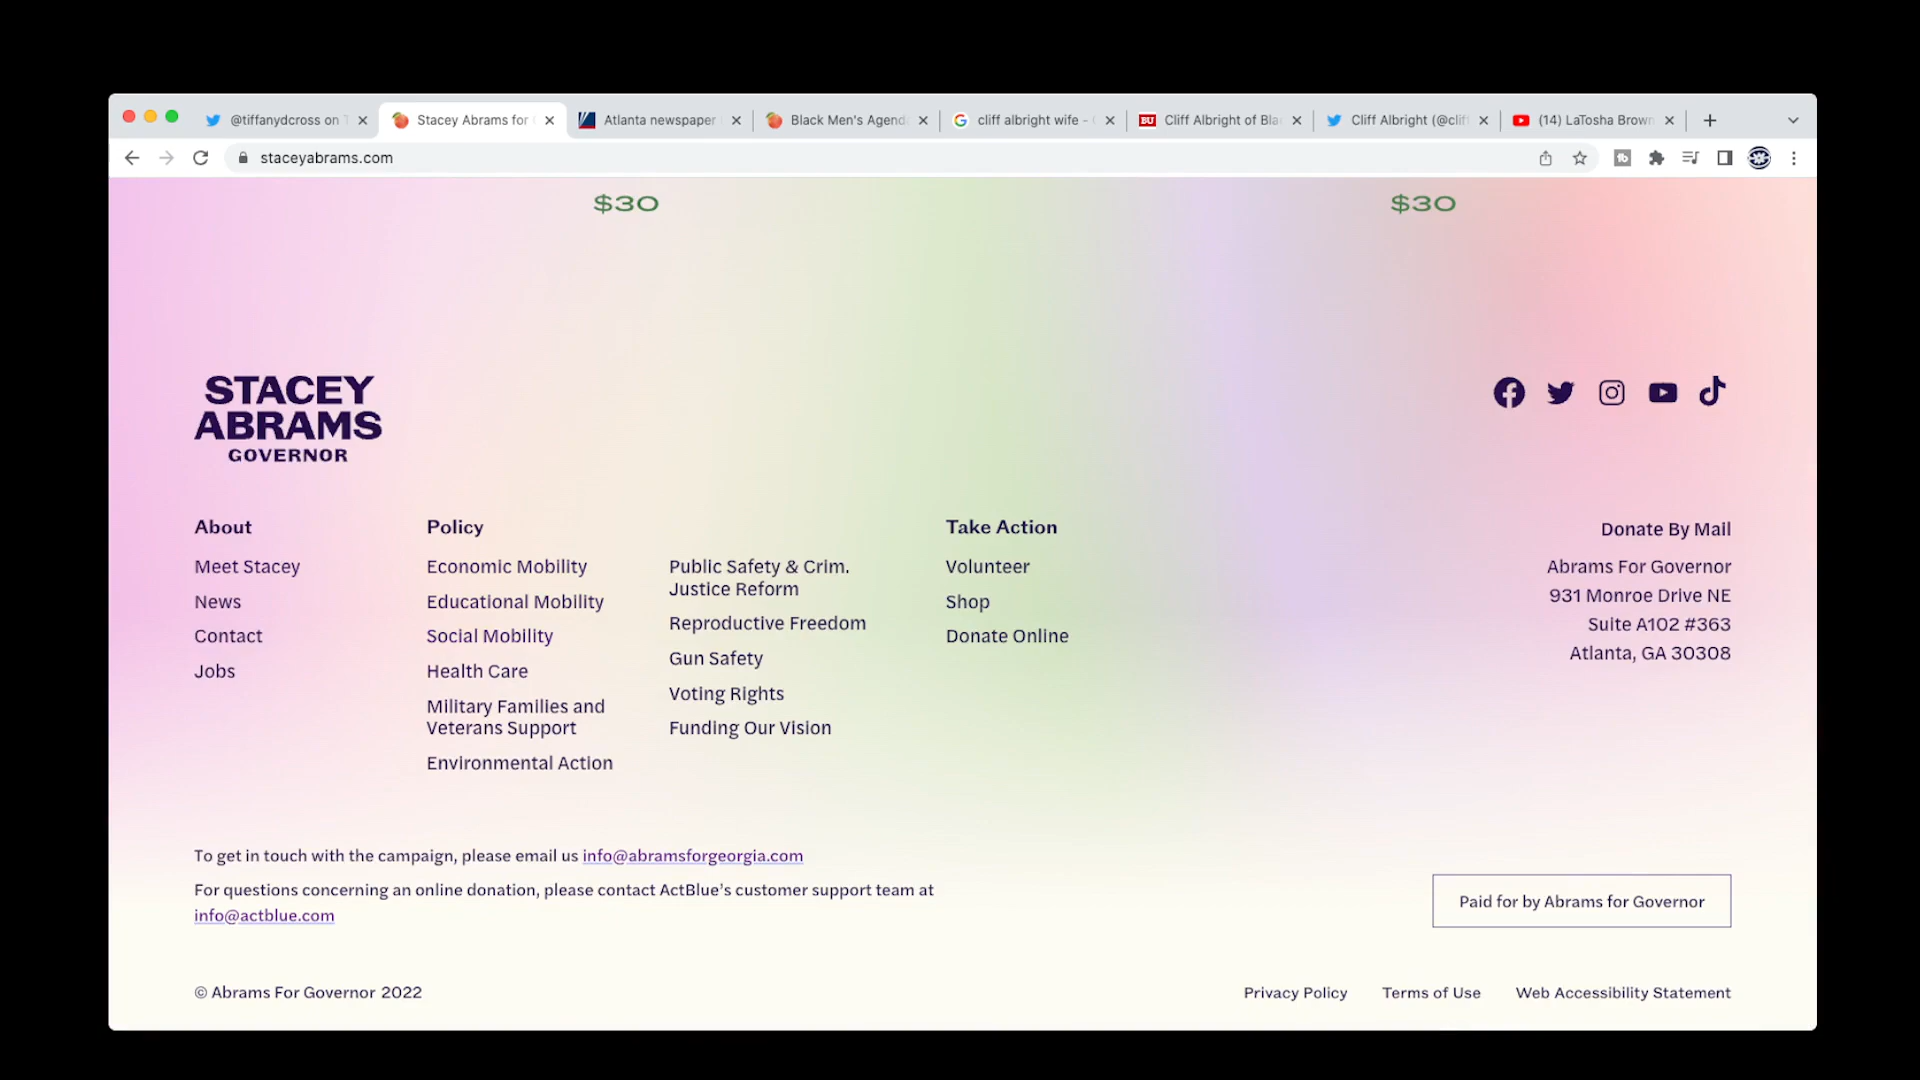 @tiffanydcross on
Stacey Abrams for
Atlanta newspaper
Black Men's Agend
cliff albright wife -
Cliff Albright of Bla
Cliff Albright (@clif
(14) LaTosha Brown
staceyabrams.com
$30
$30
STACEY
ABRAMS
GOVERNOR
About
Meet Stacey
News
Contact
Jobs
Policy
Economic Mobility
Educational Mobility
Social Mobility
Health Care
Military Families and
Veterans Support
Environmental Action
Public Safety & Crim.
Justice Reform
Reproductive Freedom
Gun Safety
Voting Rights
Funding Our Vision
Take Action
Volunteer
Shop
Donate Online
Donate By Mail
Abrams For Governor
931 Monroe Drive NE
Suite A102 #363
Atlanta, GA 30308
To get in touch with the campaign, please email us info@abramsforgeorgia.com
For questions concerning an online donation, please contact ActBlue's customer support team at
info@actblue.com
Paid for by Abrams for Governor
© Abrams For Governor 2022
Privacy Policy
Terms of Use
Web Accessibility Statement